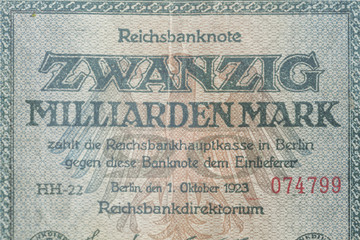 Reichsbanknote
ZWANZIG
MILLIARDEN MARK
zahlt die Reichsbankhauptkasse in Berlin
gegen diese Banknote dem Einlieferer
HH-22 Berlin, den 1. Oktober 1923 074799
Reichsbankdirektorium